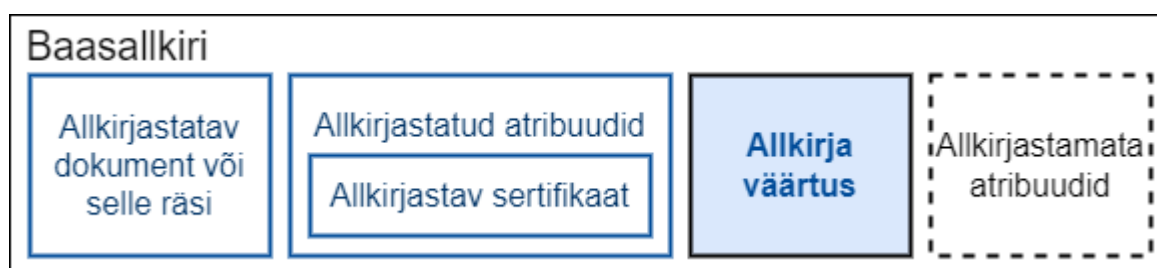 Baasallkiri
Allkirjastatav
dokument või
selle räsi
Allkirjastatud atribuudid
Allkirjastav sertifikaat
Allkirja
väärtus
Allkirjastamata
atribuudid